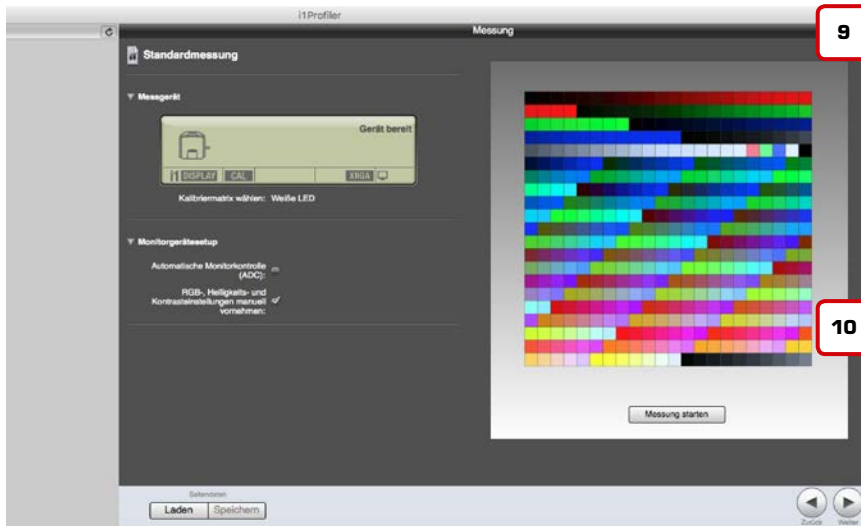 i1Profiler
Messung
9
Standardmessung
Messgerät
Gerät bereit
i1 DISPLAY CAL XRGA
Kalibriermatrix wählen: Weiße LED
Monitorgerätesetup
Automatische Monitorkontrolle
(ADC):
RGB-, Helligkeits- und
Kontrasteinstellungen manuell
vornehmen:
10
Messung starten
Seitendaten
Laden Speichern
Zurück Weiter